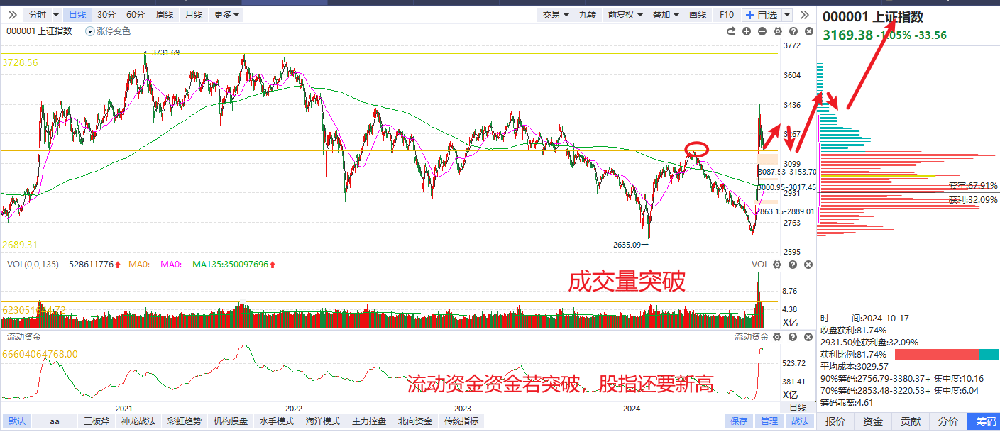 分时 日线 30分 60分 周线 月线 更多 交易 九转 前复权 叠加 画线 F10 +自选
000001 上证指数
3169.38 -1.05% -33.56
000001 上证指数 涨停变色
3731.69
3728.56
3772
3604
3436
3267
3099
2931
2763
2595
3087.53-3153.70
3000.95-3017.45
2863.15-2889.01
套牢:67.91%
获利:32.09%
2689.31
2635.09
VOL(0,0,135) 528611776 MA0:- MA0:- MA135:350097696 VOL
成交量突破
8.76
4.38
X亿
623051644.72
流动资金 流动资金
66604064768.00
523.72
381.41
X亿
流动资金资金若突破，股指还要新高
2021 2022 2023 2024 日线
时 间:2024-10-17
收盘获利:81.74%
2931.50处获利盘:32.09%
获利比例:81.74%
平均成本:3029.57
90%筹码:2756.79-3380.37+ 集中度:10.16
70%筹码:2853.48-3220.53+ 集中度:6.04
筹码乖离:4.61
默认 aa 三板斧 神龙战法 彩虹趋势 机构操盘 水手模式 海洋模式 主力控盘 北向资金 传统指标 保存 管理 战法 报价 资金 贡献 分价 筹码